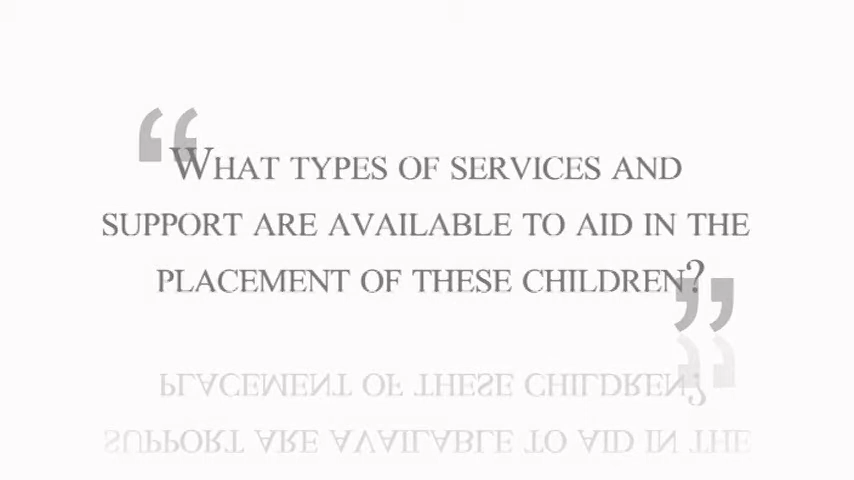 “What types of services and
support are available to aid in the
placement of these children?”